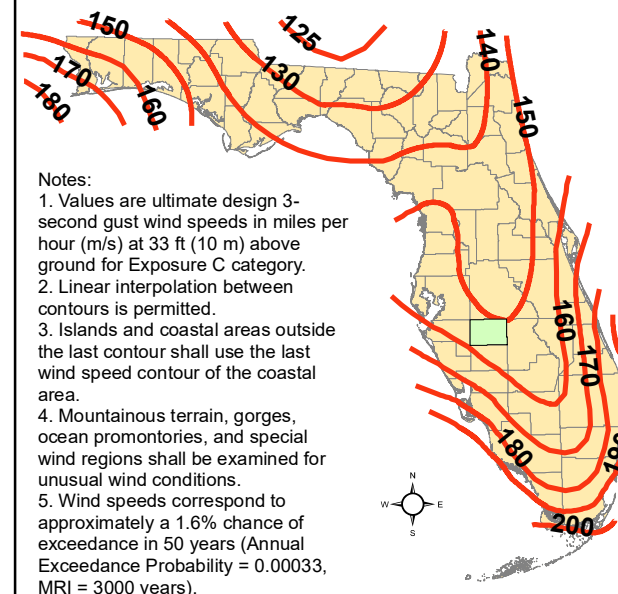 150
125
140
130
170
180
160
150
Notes:
1. Values are ultimate design 3-
second gust wind speeds in miles per
hour (m/s) at 33 ft (10 m) above
ground for Exposure C category.
2. Linear interpolation between
contours is permitted.
3. Islands and coastal areas outside
the last contour shall use the last
wind speed contour of the coastal
area.
4. Mountainous terrain, gorges,
ocean promontories, and special
wind regions shall be examined for
unusual wind conditions.
5. Wind speeds correspond to
approximately a 1.6% chance of
exceedance in 50 years (Annual
Exceedance Probability = 0.00033,
MRI = 3000 years).
160
170
180
200
N
W
E
S